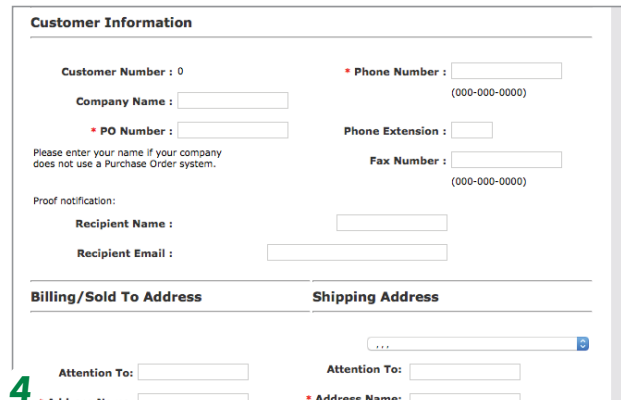 Customer Information
Customer Number : 0
* Phone Number :
(000-000-0000)
Company Name :
* PO Number :
Phone Extension :
Please enter your name if your company
does not use a Purchase Order system.
Fax Number :
(000-000-0000)
Proof notification:
Recipient Name :
Recipient Email :
Billing/Sold To Address
Shipping Address
, , ,
Attention To:
Attention To:
4
* Address Name: